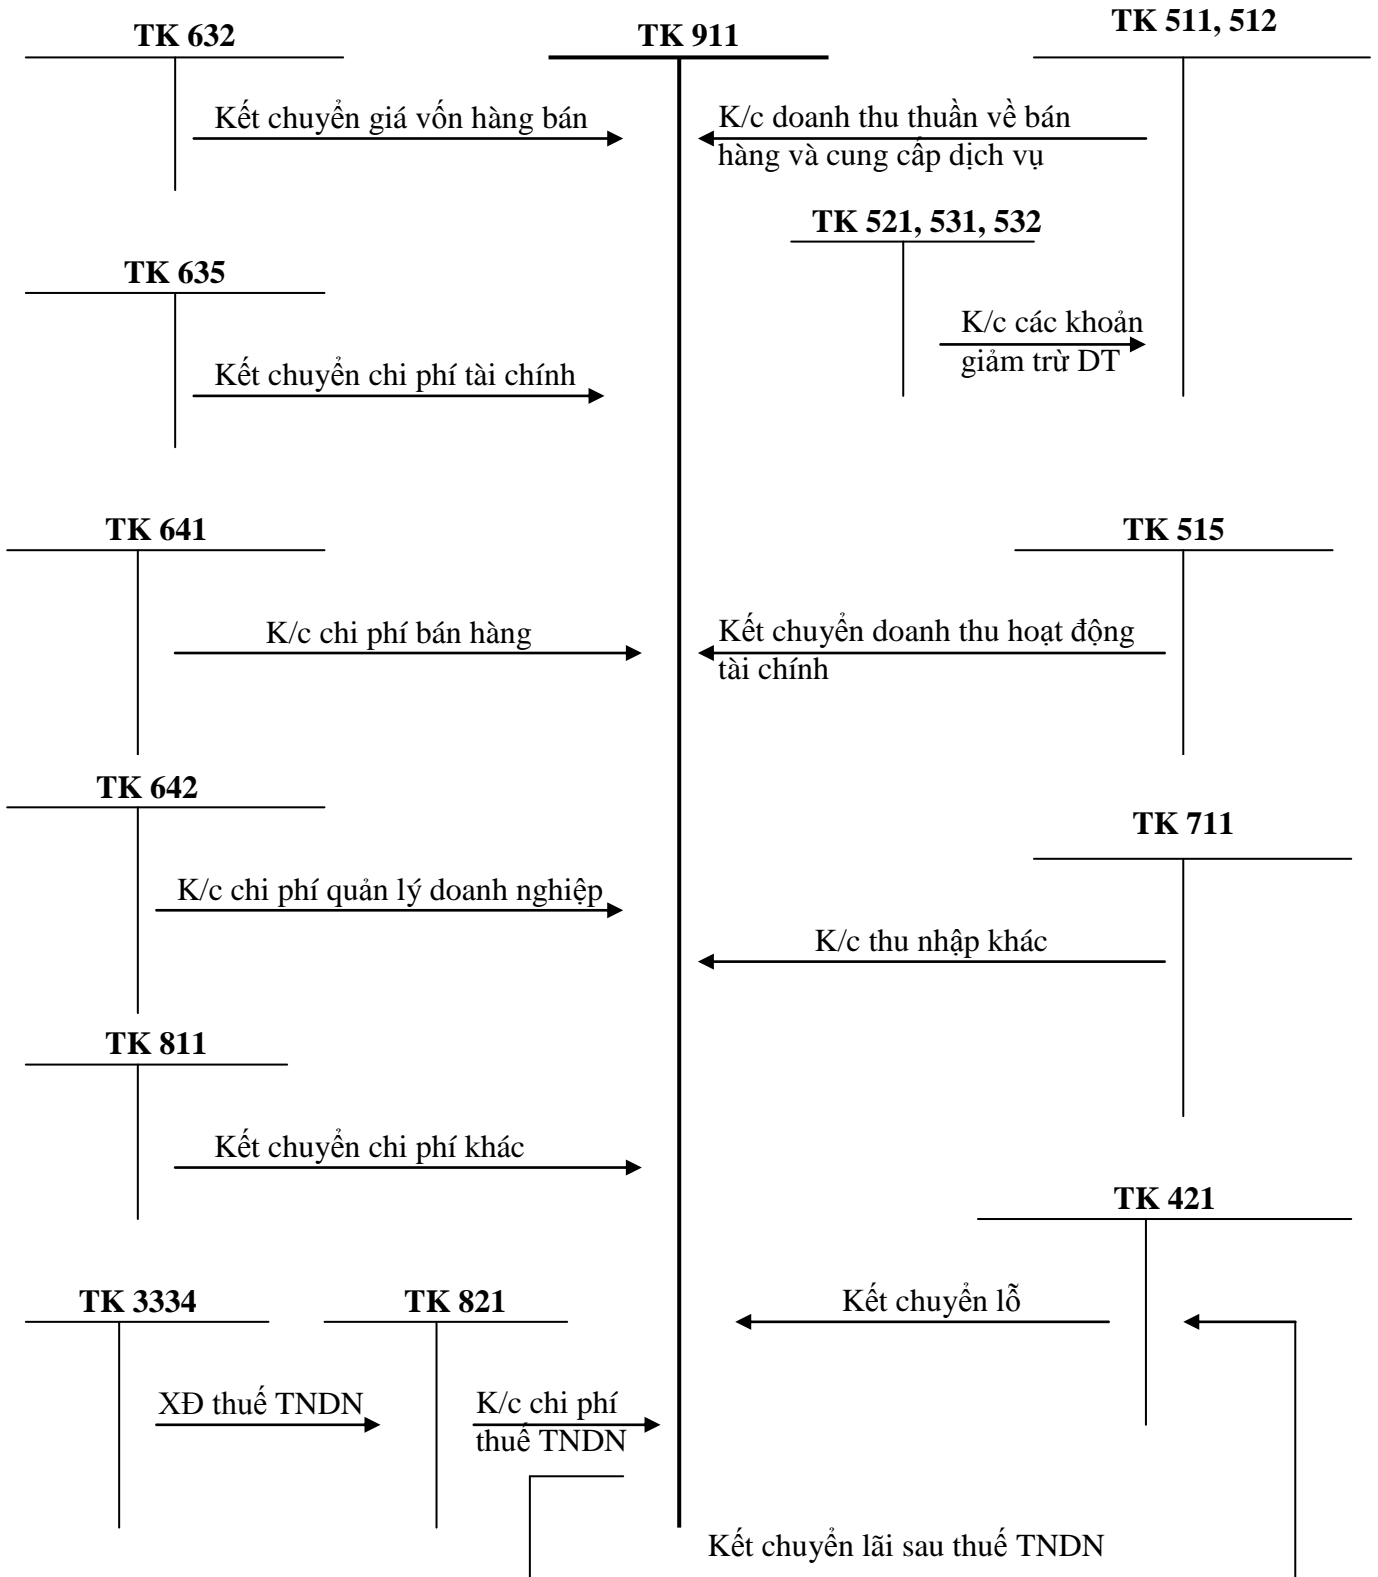 TK 632
TK 911
TK 511, 512
Kết chuyển giá vốn hàng bán
K/c doanh thu thuần về bán
hàng và cung cấp dịch vụ
TK 521, 531, 532
TK 635
K/c các khoản
giảm trừ DT
Kết chuyển chi phí tài chính
TK 641
TK 515
K/c chi phí bán hàng
Kết chuyển doanh thu hoạt động
tài chính
TK 642
TK 711
K/c chi phí quản lý doanh nghiệp
K/c thu nhập khác
TK 811
Kết chuyển chi phí khác
TK 421
TK 3334
TK 821
Kết chuyển lỗ
XĐ thuế TNDN
K/c chi phí
thuế TNDN
Kết chuyển lãi sau thuế TNDN